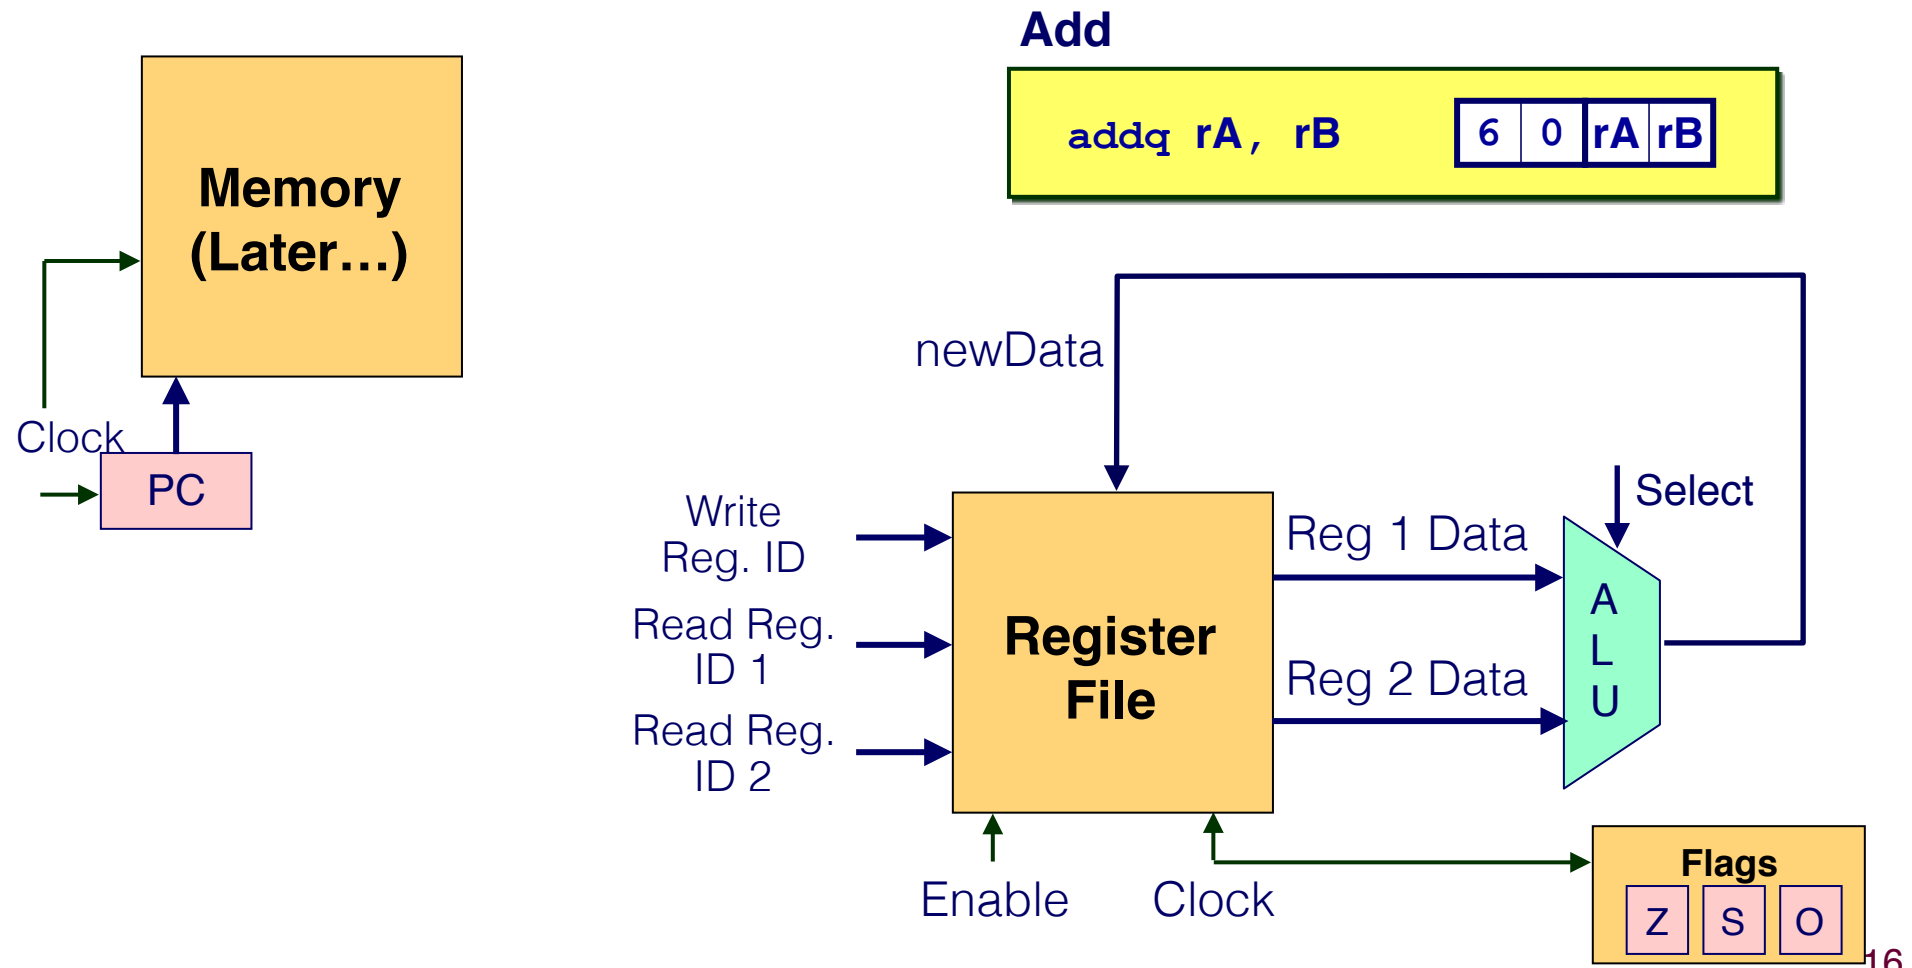 Add
addq rA, rB
6 0 rA rB
Memory
(Later…)
newData
Clock
PC
Select
Write
Reg. ID
Reg 1 Data
A
L
U
Read Reg.
ID 1
Register
File
Reg 2 Data
Read Reg.
ID 2
Enable
Clock
Flags
Z S O
16